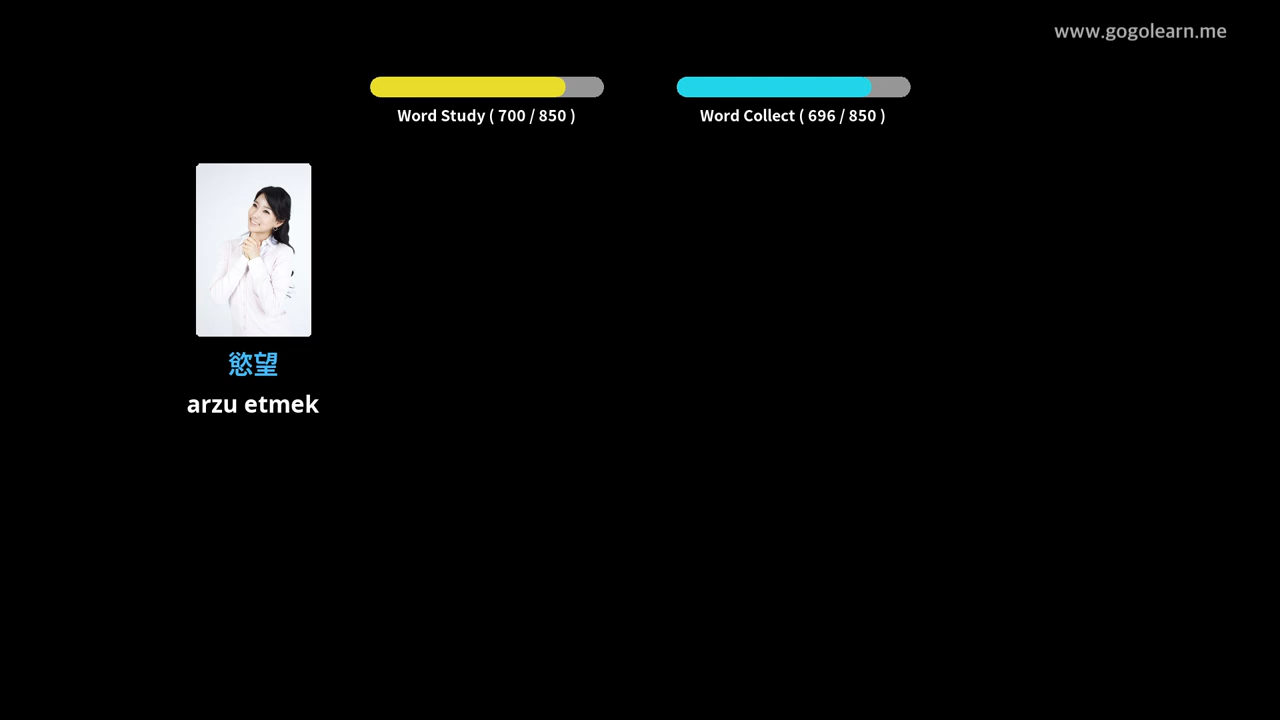 www.gogolearn.me
Word Study ( 700 / 850 )
Word Collect ( 696 / 850 )
慾望
arzu etmek